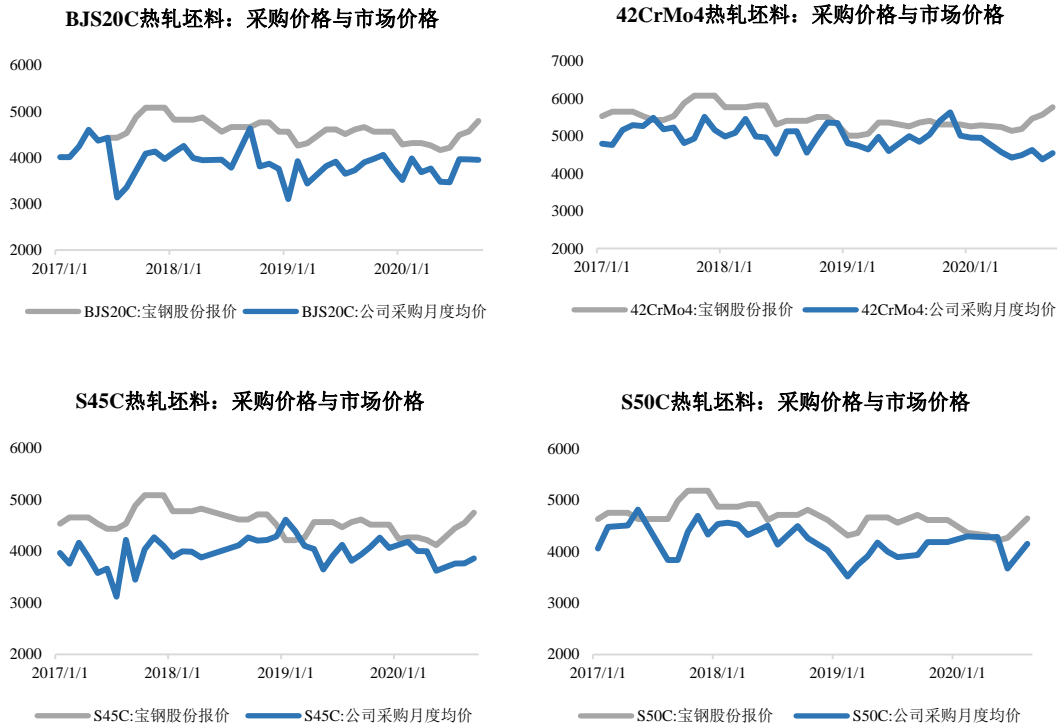 BJS20C热轧坯料：采购价格与市场价格
6000
5000
4000
3000
2000
2017/1/1 2018/1/1 2019/1/1 2020/1/1
BJS20C:宝钢股份报价 BJS20C:公司采购月度均价
42CrMo4热轧坯料：采购价格与市场价格
7000
6000
5000
4000
3000
2000
2017/1/1 2018/1/1 2019/1/1 2020/1/1
42CrMo4:宝钢股份报价 42CrMo4:公司采购月度均价
S45C热轧坯料：采购价格与市场价格
6000
5000
4000
3000
2000
2017/1/1 2018/1/1 2019/1/1 2020/1/1
S45C:宝钢股份报价 S45C:公司采购月度均价
S50C热轧坯料：采购价格与市场价格
6000
5000
4000
3000
2000
2017/1/1 2018/1/1 2019/1/1 2020/1/1
S50C:宝钢股份报价 S50C:公司采购月度均价